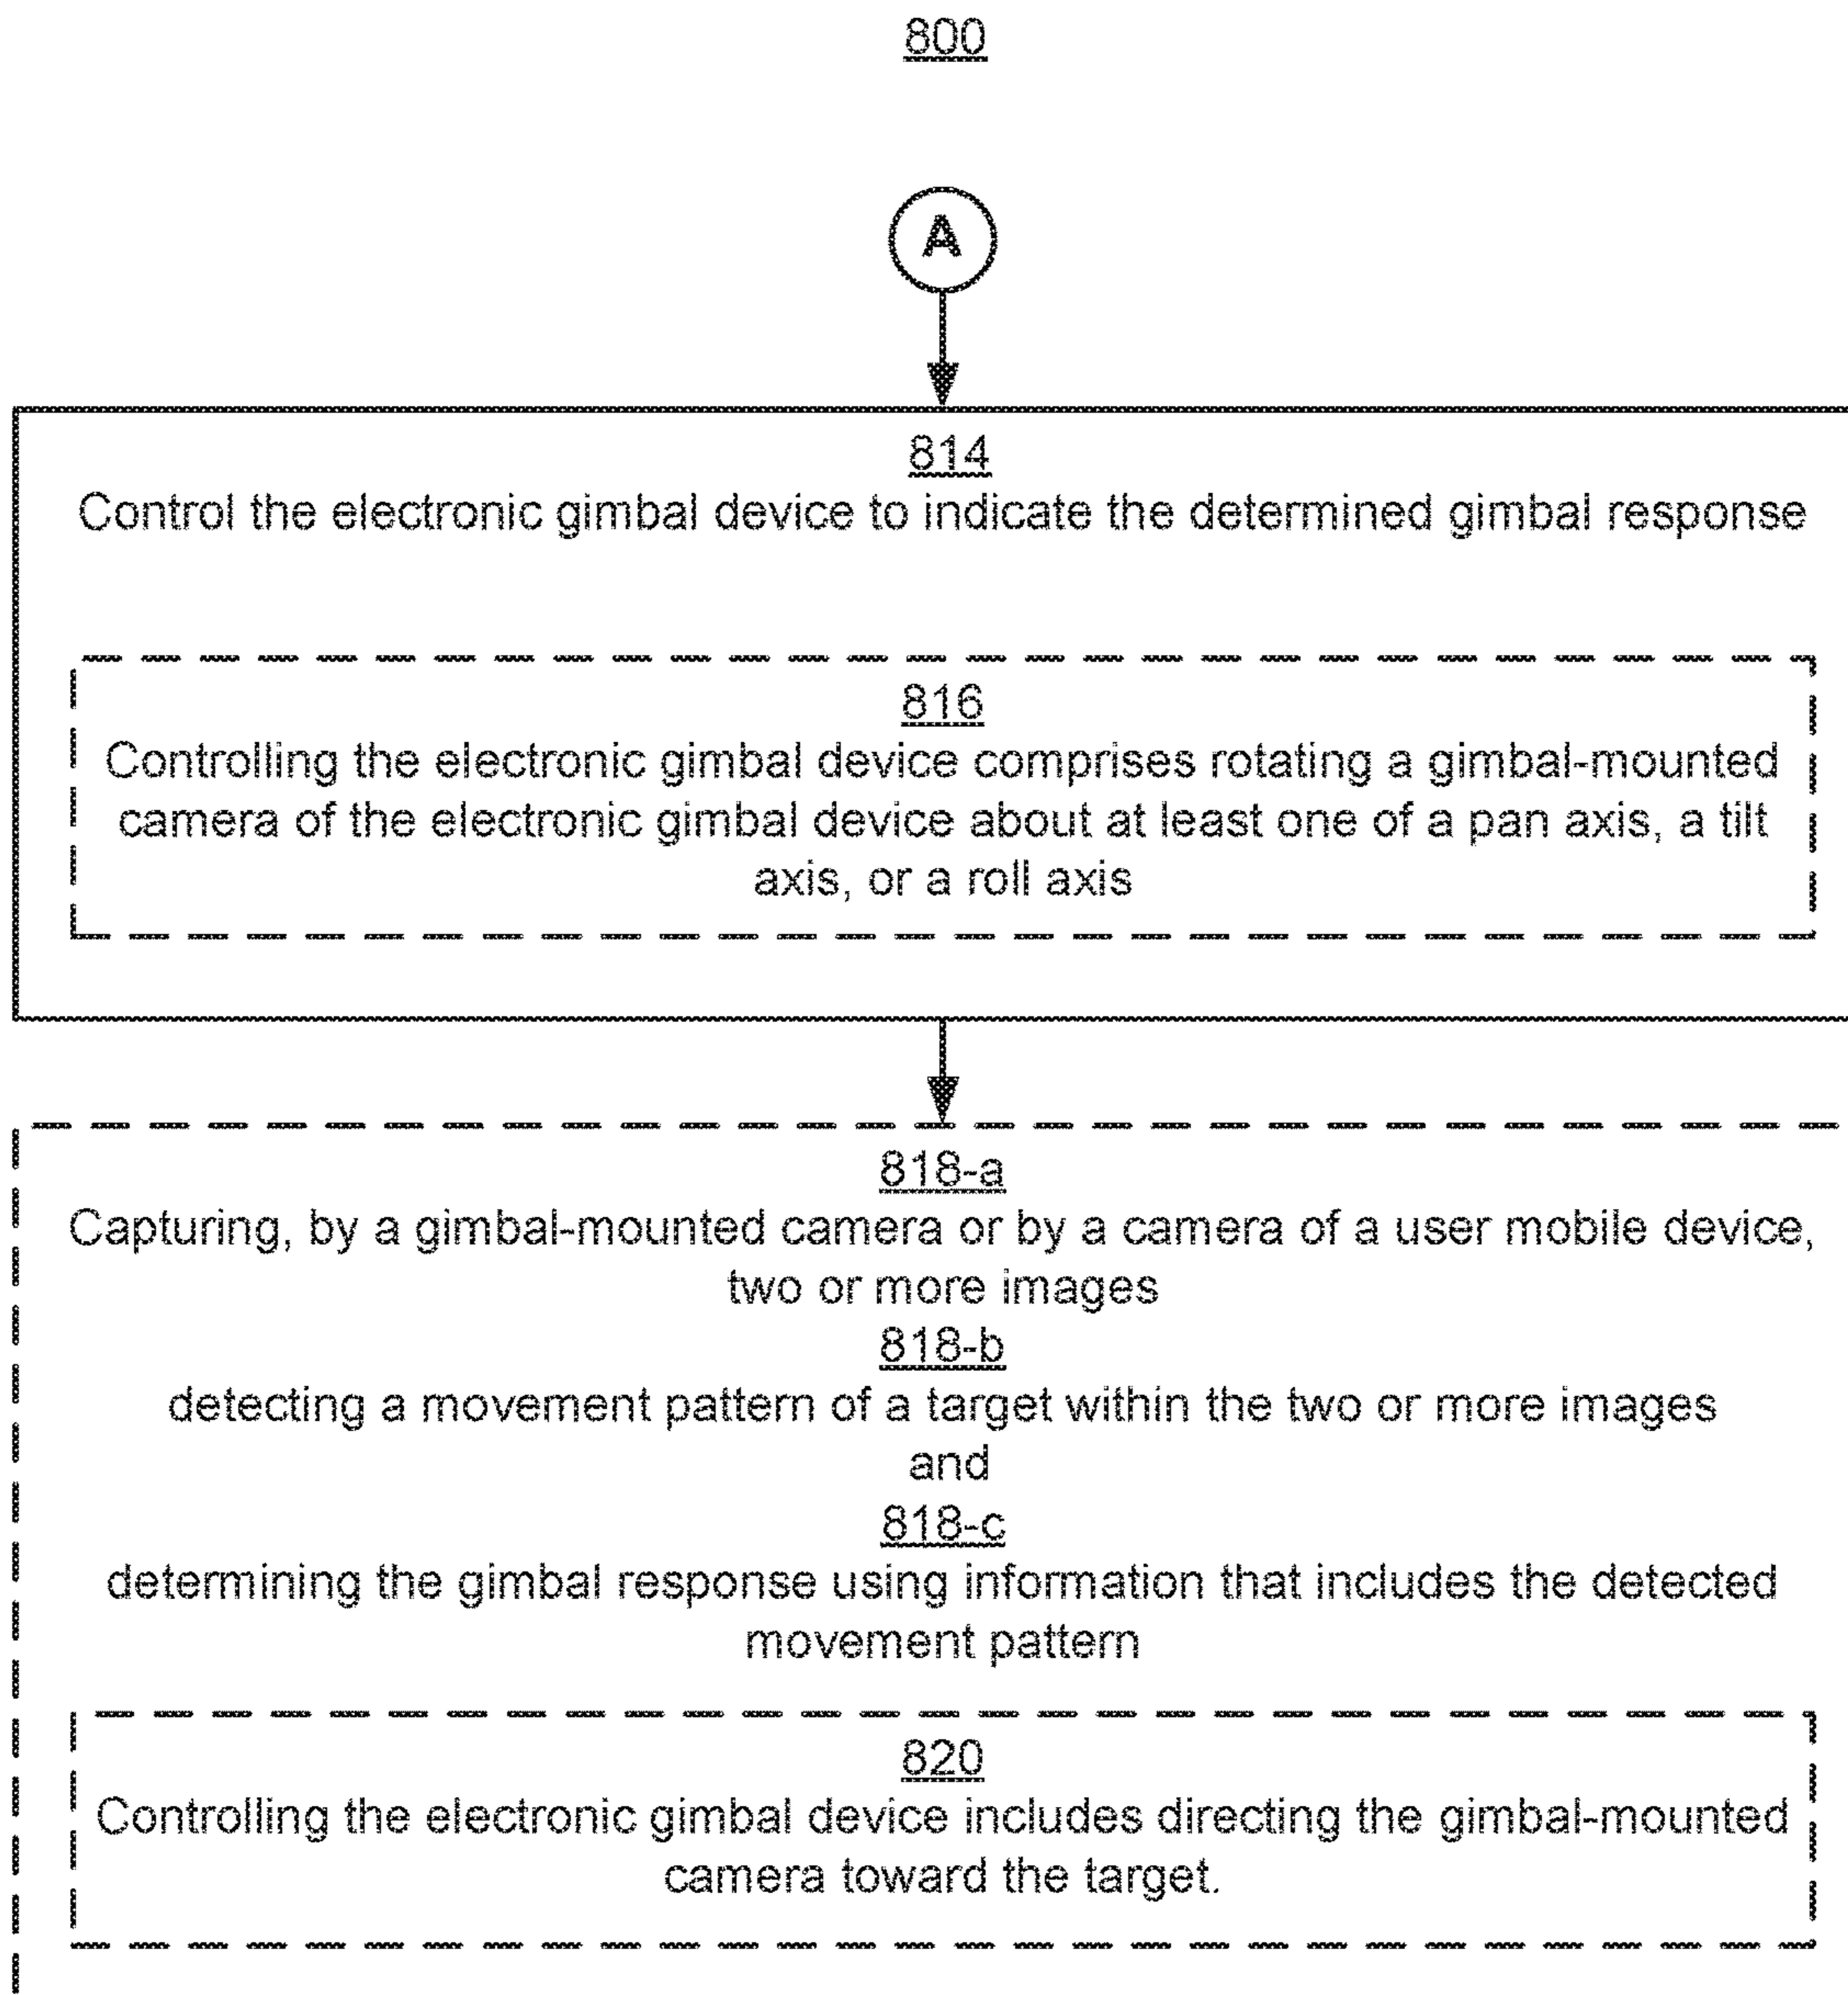 800
A
814
Control the electronic gimbal device to indicate the determined gimbal response
816
Controlling the electronic gimbal device comprises rotating a gimbal-mounted
camera of the electronic gimbal device about at least one of a pan axis, a tilt
axis, or a roll axis
818-a
Capturing, by a gimbal-mounted camera or by a camera of a user mobile device,
two or more images
818-b
detecting a movement pattern of a target within the two or more images
and
818-c
determining the gimbal response using information that includes the detected
movement pattern
820
Controlling the electronic gimbal device includes directing the gimbal-mounted
camera toward the target.